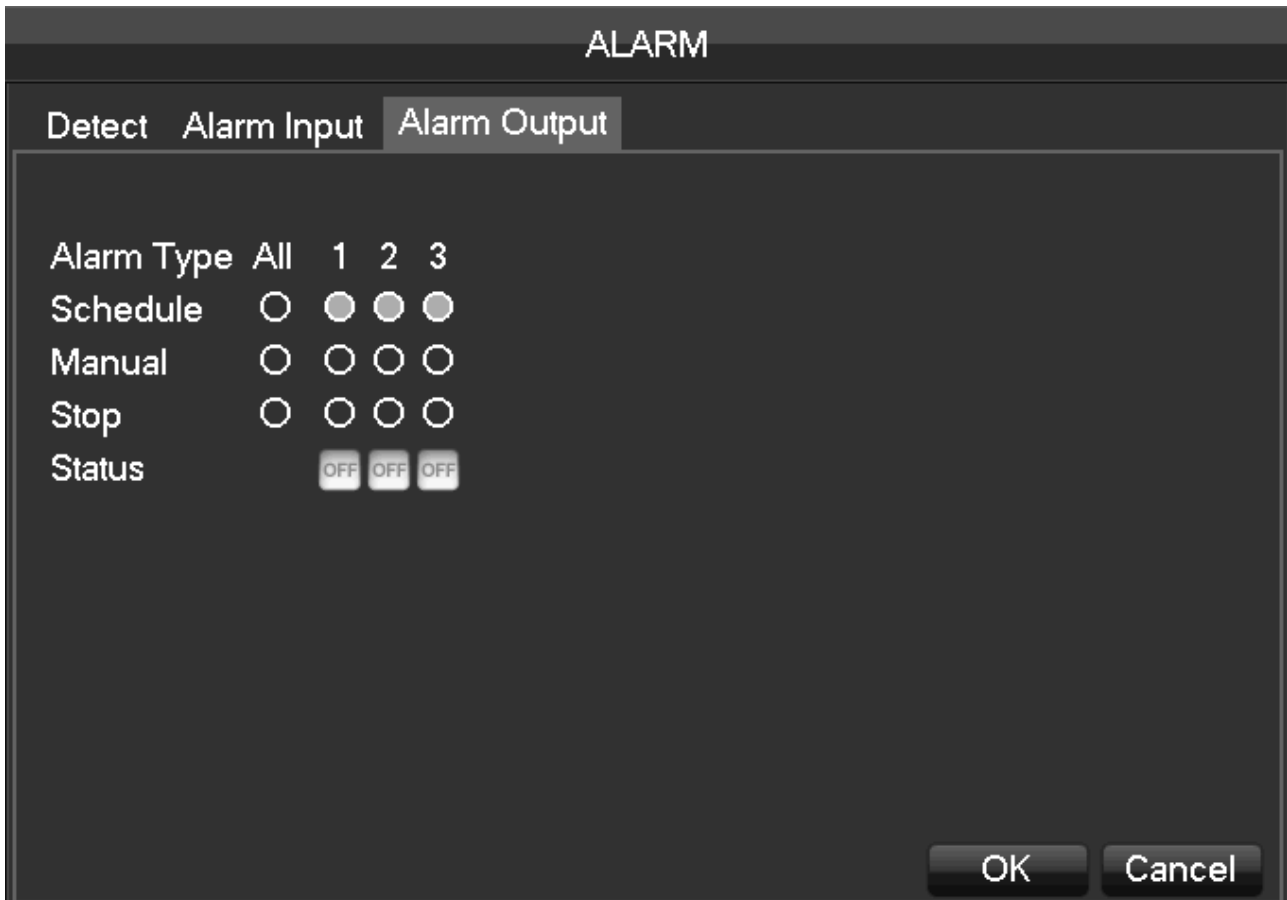 ALARM
Detect Alarm Input Alarm Output
Alarm Type All 1 2 3
Schedule
Manual
Stop
Status OFF OFF OFF
OK Cancel